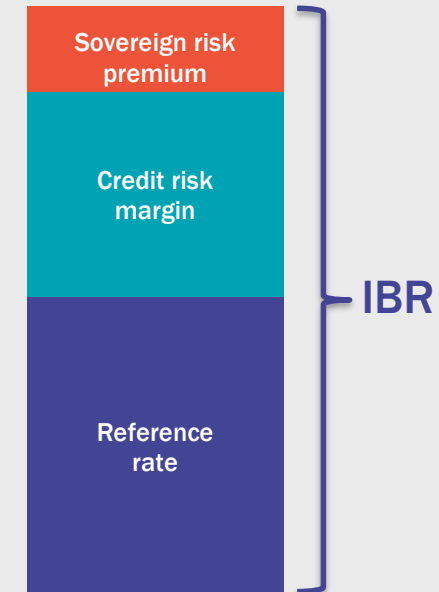 Sovereign risk
premium
Credit risk
margin
IBR
Reference
rate